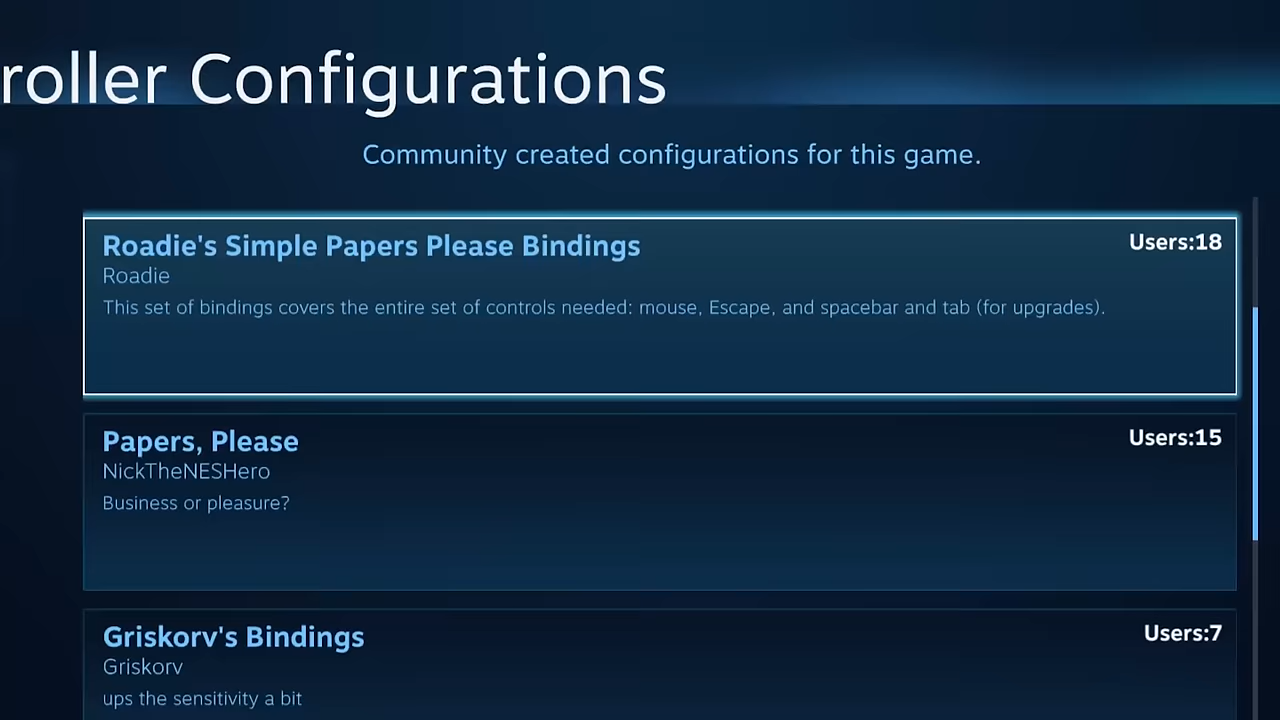 roller Configurations
Community created configurations for this game.
Roadie's Simple Papers Please Bindings
Users:18
Roadie
This set of bindings covers the entire set of controls needed: mouse, Escape, and spacebar and tab (for upgrades).
Papers, Please
Users:15
NickTheNESHero
Business or pleasure?
Griskorv's Bindings
Users:7
Griskorv
ups the sensitivity a bit